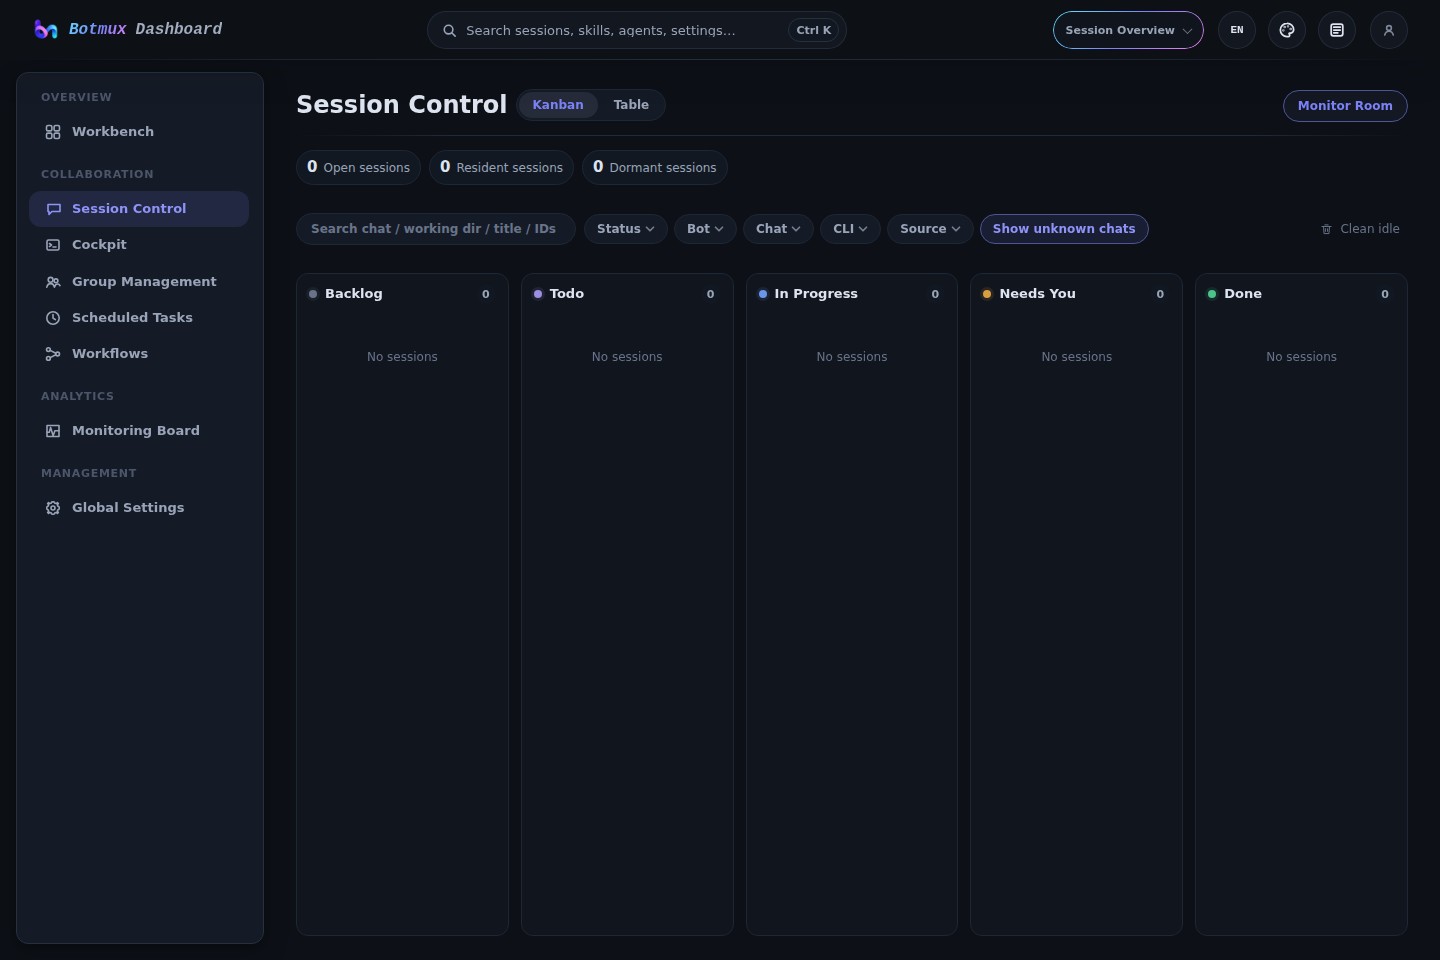 Botmux Dashboard
Search sessions, skills, agents, settings...
Ctrl K
Session Overview
EN
OVERVIEW
Workbench
COLLABORATION
Session Control
Cockpit
Group Management
Scheduled Tasks
Workflows
ANALYTICS
Monitoring Board
MANAGEMENT
Global Settings
Session Control
Kanban
Table
Monitor Room
0 Open sessions
0 Resident sessions
0 Dormant sessions
Search chat / working dir / title / IDs
Status
Bot
Chat
CLI
Source
Show unknown chats
Clean idle
Backlog 0
No sessions
Todo 0
No sessions
In Progress 0
No sessions
Needs You 0
No sessions
Done 0
No sessions